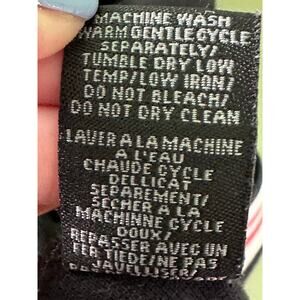 MACHINE WASH
WARM GENTLE CYCLE
SEPARATELY/
TUMBLE DRY LOW
TEMP/LOW IRON/
DO NOT BLEACH/
DO NOT DRY CLEAN
LAVER A LA MACHINE
A L'EAU
CHAUDE CYCLE
DELLICAT
SEPAREMENT/
SECHER A LA
MACHINNE CYCLE
DOUX/
REPASSER AVEC UN
FER TIEDE/NE PAS
JAVELLISER/